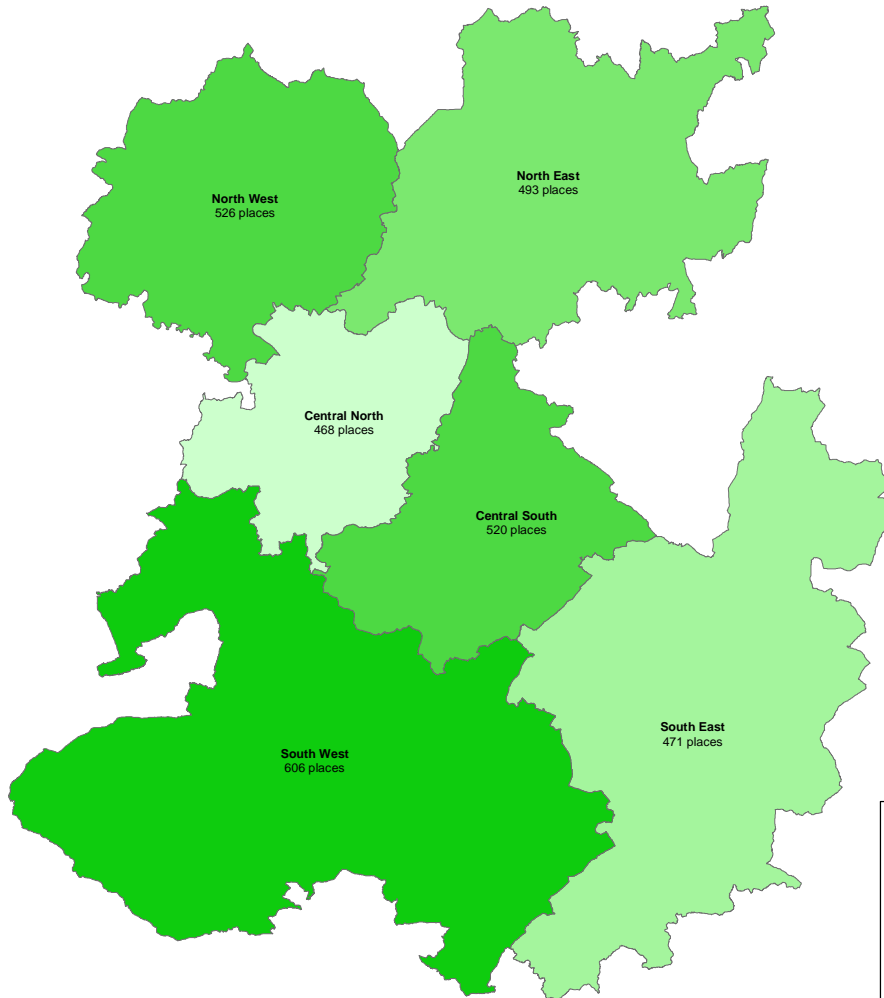 North West
526 places
North East
493 places
Central North
468 places
Central South
520 places
South East
471 places
South West
606 places